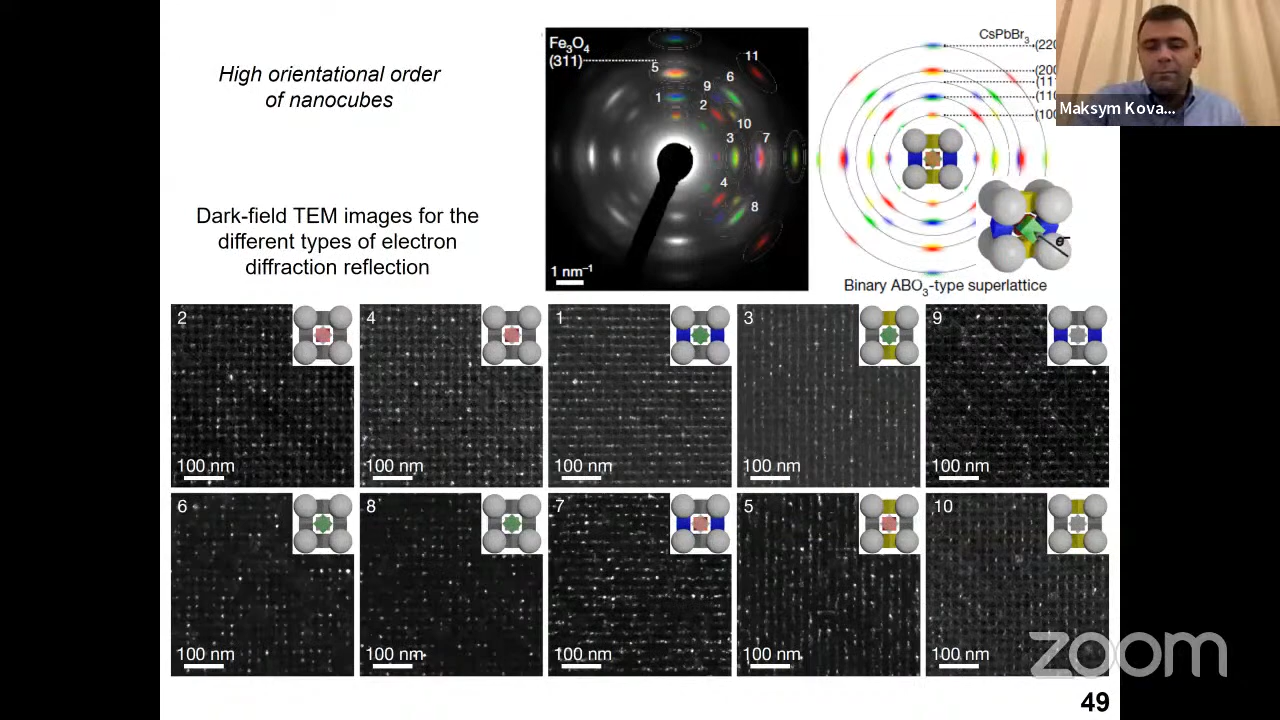 High orientational order
of nanocubes
Dark-field TEM images for the
different types of electron
diffraction reflection
Fe₃O₄
(311)
11
5
6
9
1
2
10
3
7
4
8
1 nm⁻¹
CsPbBr₃
(220
(200
(11
(110
(100
e⁻
Binary ABO₃-type superlattice
Maksym Kova...
2
100 nm
4
100 nm
1
100 nm
3
100 nm
9
100 nm
6
100 nm
8
100 nm
7
100 nm
5
100 nm
10
100 nm
zoom
49